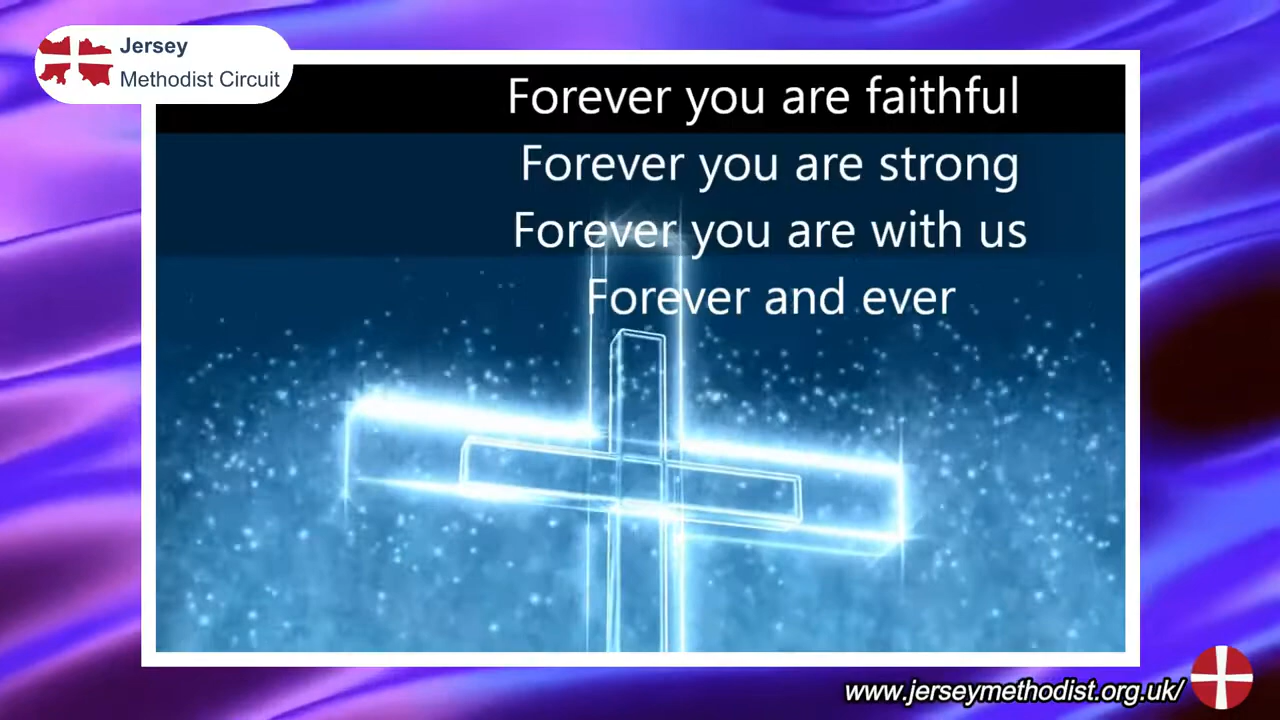 Jersey
Methodist Circuit
Forever you are faithful
Forever you are strong
Forever you are with us
Forever and ever
www.jerseymethodist.org.uk/